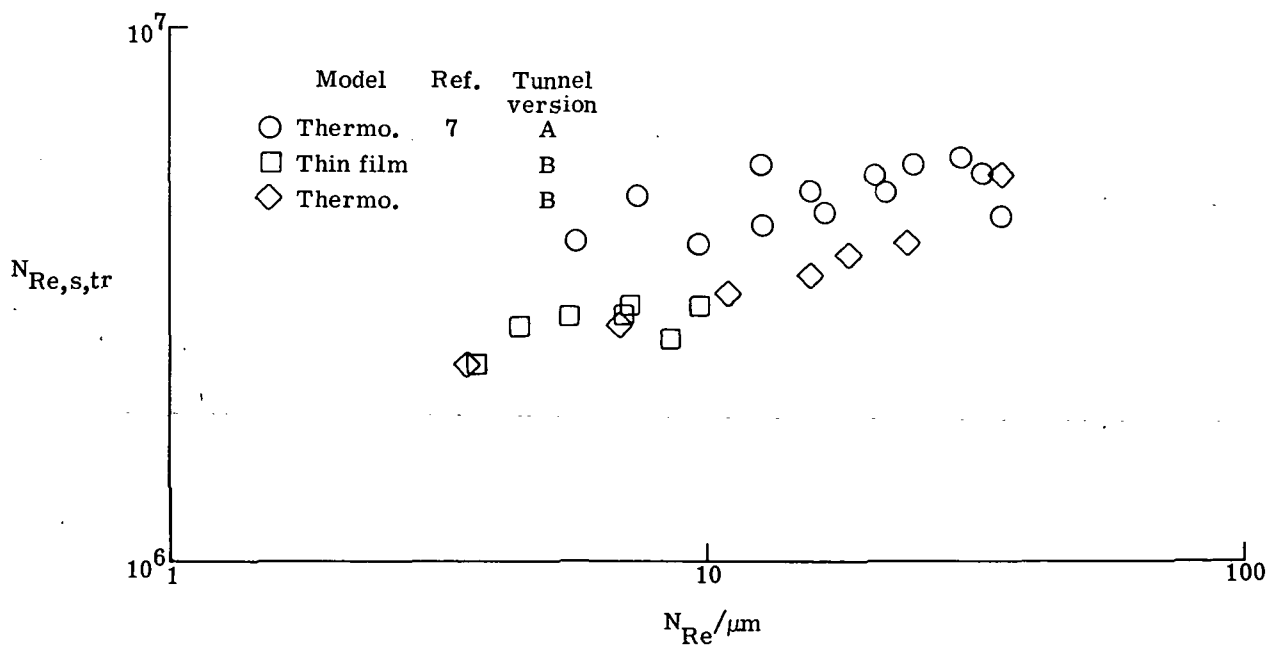 10^7
Model Ref. Tunnel version
○ Thermo. 7 A
□ Thin film B
◇ Thermo. B
N_Re,s,tr
10^6
1 10 100
N_Re/μm